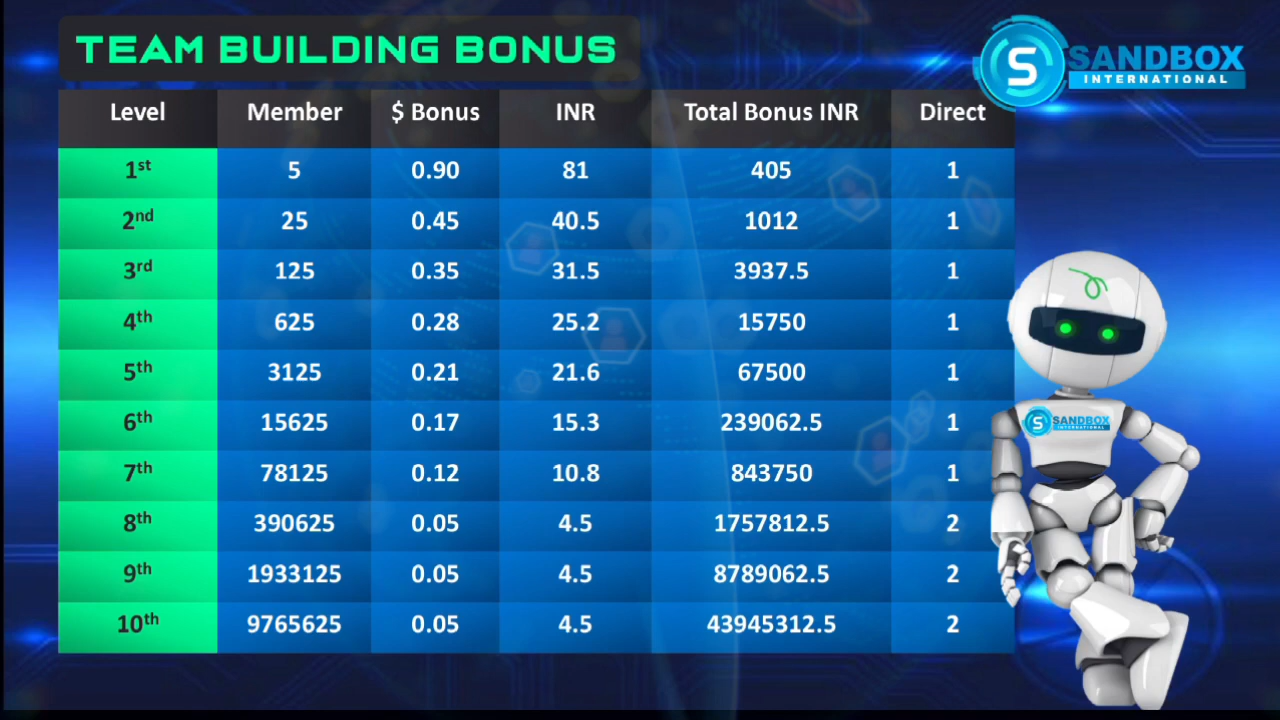 TEAM BUILDING BONUS
S SANDBOX
INTERNATIONAL
Level Member $ Bonus INR Total Bonus INR Direct
1st 5 0.90 81 405 1
2nd 25 0.45 40.5 1012 1
3rd 125 0.35 31.5 3937.5 1
4th 625 0.28 25.2 15750 1
5th 3125 0.21 21.6 67500 1
6th 15625 0.17 15.3 239062.5 1
7th 78125 0.12 10.8 843750 1
8th 390625 0.05 4.5 1757812.5 2
9th 1933125 0.05 4.5 8789062.5 2
10th 9765625 0.05 4.5 43945312.5 2
S SANDBOX
INTERNATIONAL